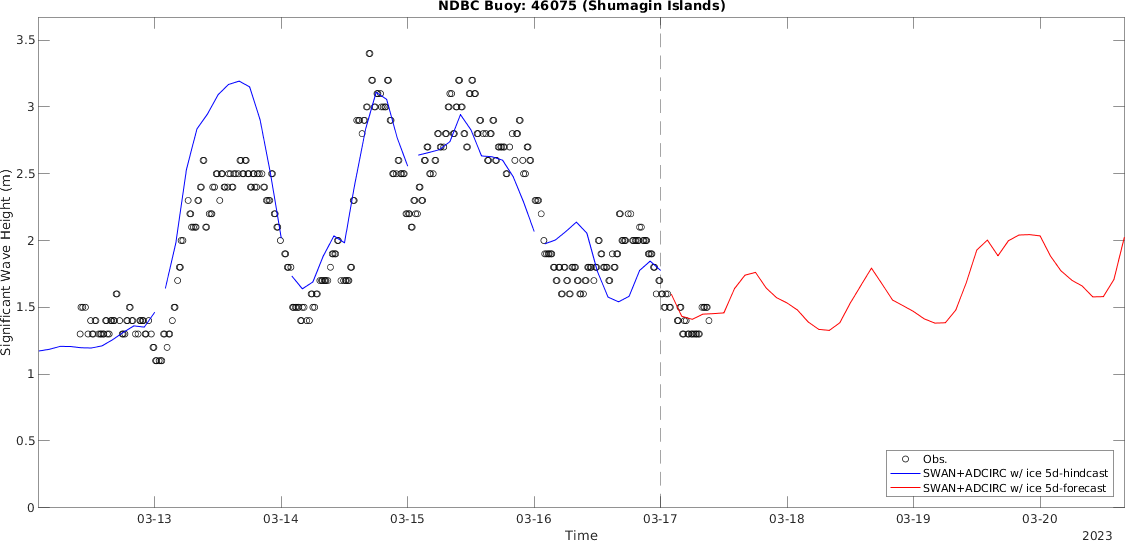 NDBC Buoy: 46075 (Shumagin Islands)
3.5
3
2.5
2
1.5
1
0.5
0
Significant Wave Height (m)
Obs.
SWAN+ADCIRC w/ ice 5d-hindcast
SWAN+ADCIRC w/ ice 5d-forecast
03-13 03-14 03-15 03-16 03-17 03-18 03-19 03-20
Time
2023